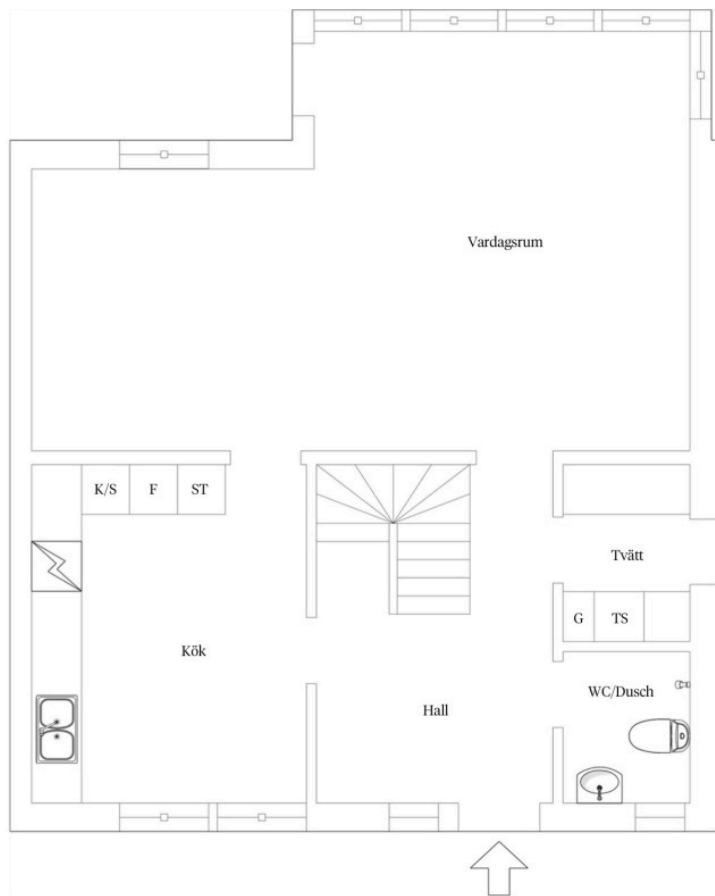 Vardagsrum
K/S
F
ST
Tvätt
G
TS
Kök
WC/Dusch
Hall